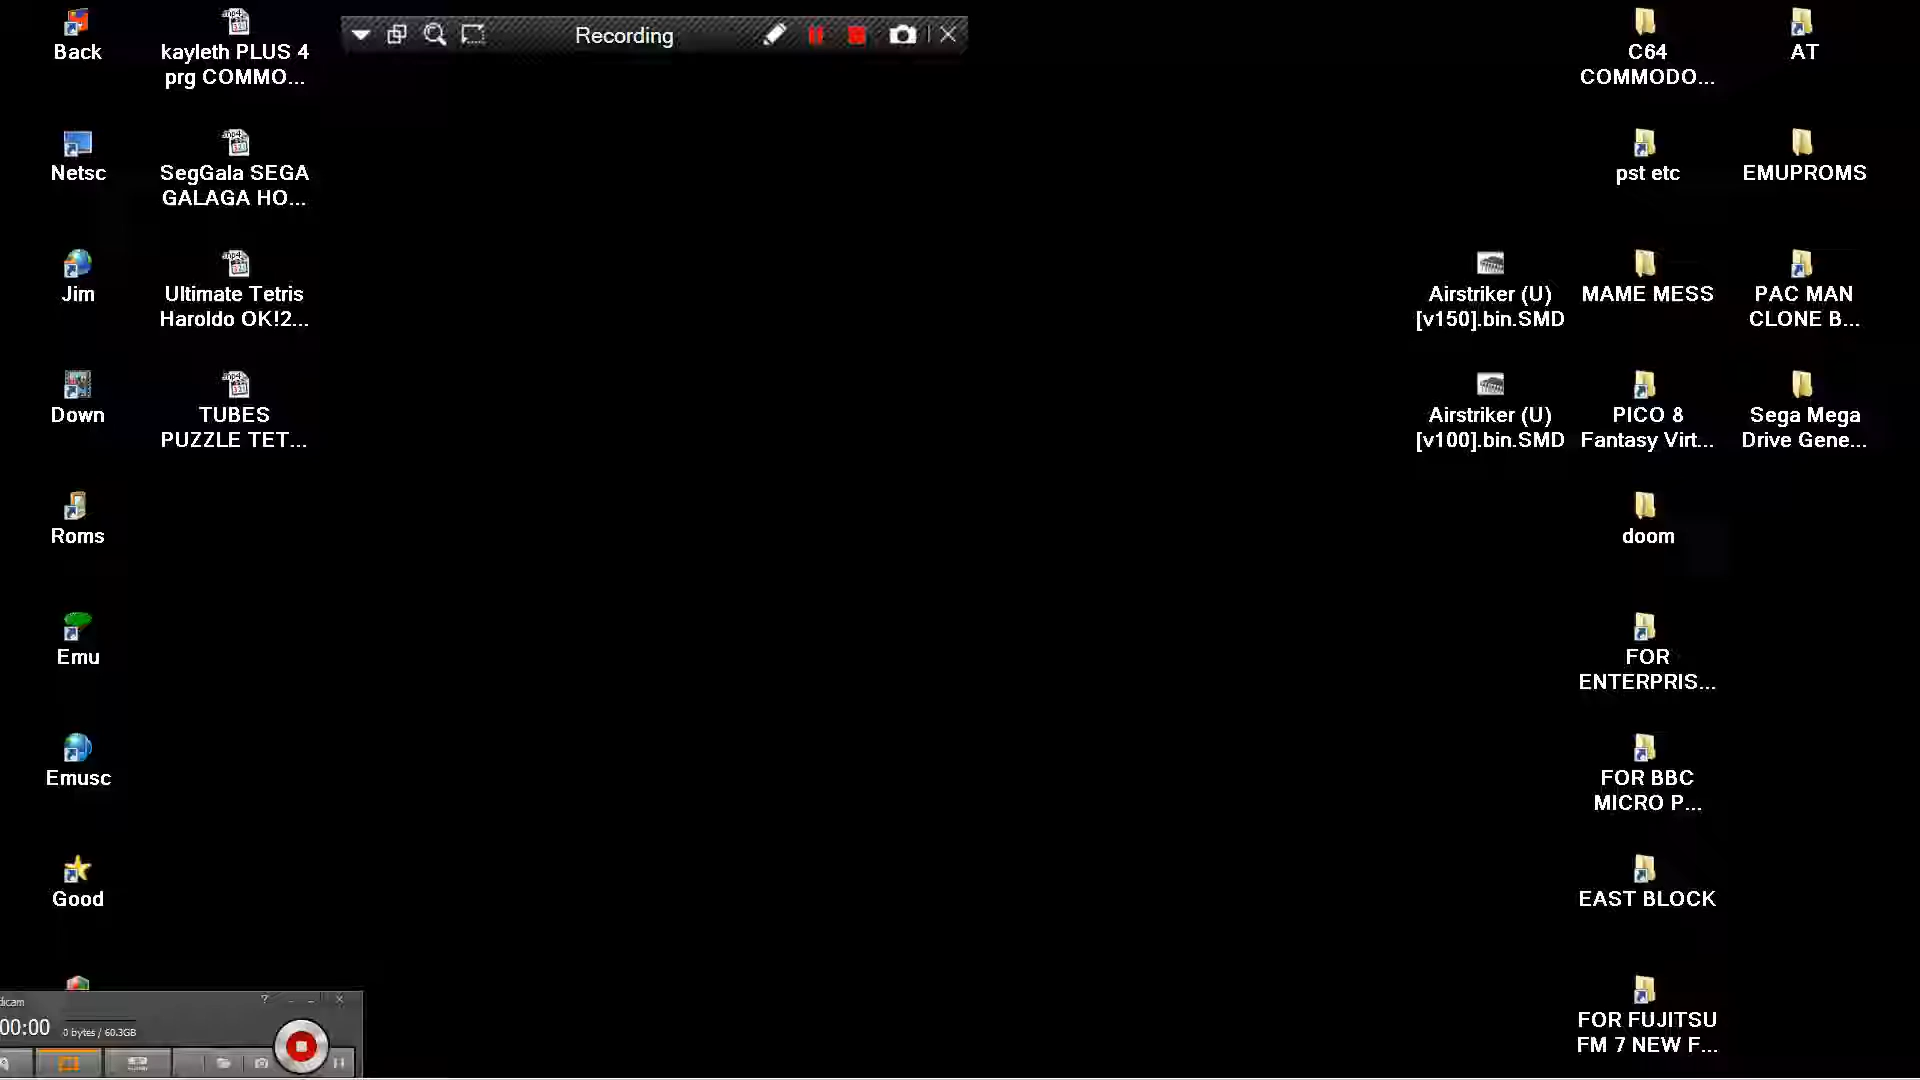 Recording
Back
kayleth PLUS 4
prg COMMO...
Netsc
SegGala SEGA
GALAGA HO...
Jim
Ultimate Tetris
Haroldo OK!2...
Down
TUBES
PUZZLE TET...
Roms
Emu
Emusc
Good
C64
COMMODO...
AT
pst etc
EMUPROMS
Airstriker (U)
[v150].bin.SMD
MAME MESS
PAC MAN
CLONE B...
Airstriker (U)
[v100].bin.SMD
PICO 8
Fantasy Virt...
Sega Mega
Drive Gene...
doom
FOR
ENTERPRIS...
FOR BBC
MICRO P...
EAST BLOCK
FOR FUJITSU
FM 7 NEW F...
dicam
00:00
0 bytes / 60.3GB